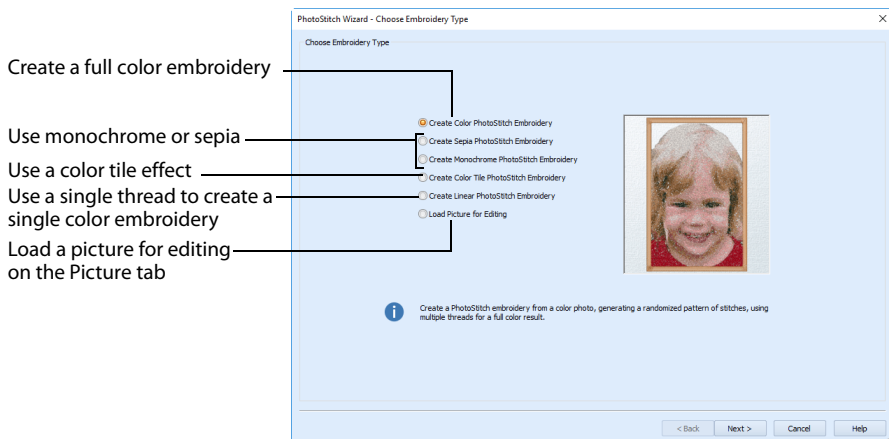 PhotoStitch Wizard - Choose Embroidery Type
Choose Embroidery Type
Create a full color embroidery
Use monochrome or sepia
Use a color tile effect
Use a single thread to create a
single color embroidery
Load a picture for editing
on the Picture tab
Create Color PhotoStitch Embroidery
Create Sepia PhotoStitch Embroidery
Create Monochrome PhotoStitch Embroidery
Create Color Tile PhotoStitch Embroidery
Create Linear PhotoStitch Embroidery
Load Picture for Editing
Create a PhotoStitch embroidery from a color photo, generating a randomized pattern of stitches, using
multiple threads for a full color result.
< Back Next > Cancel Help